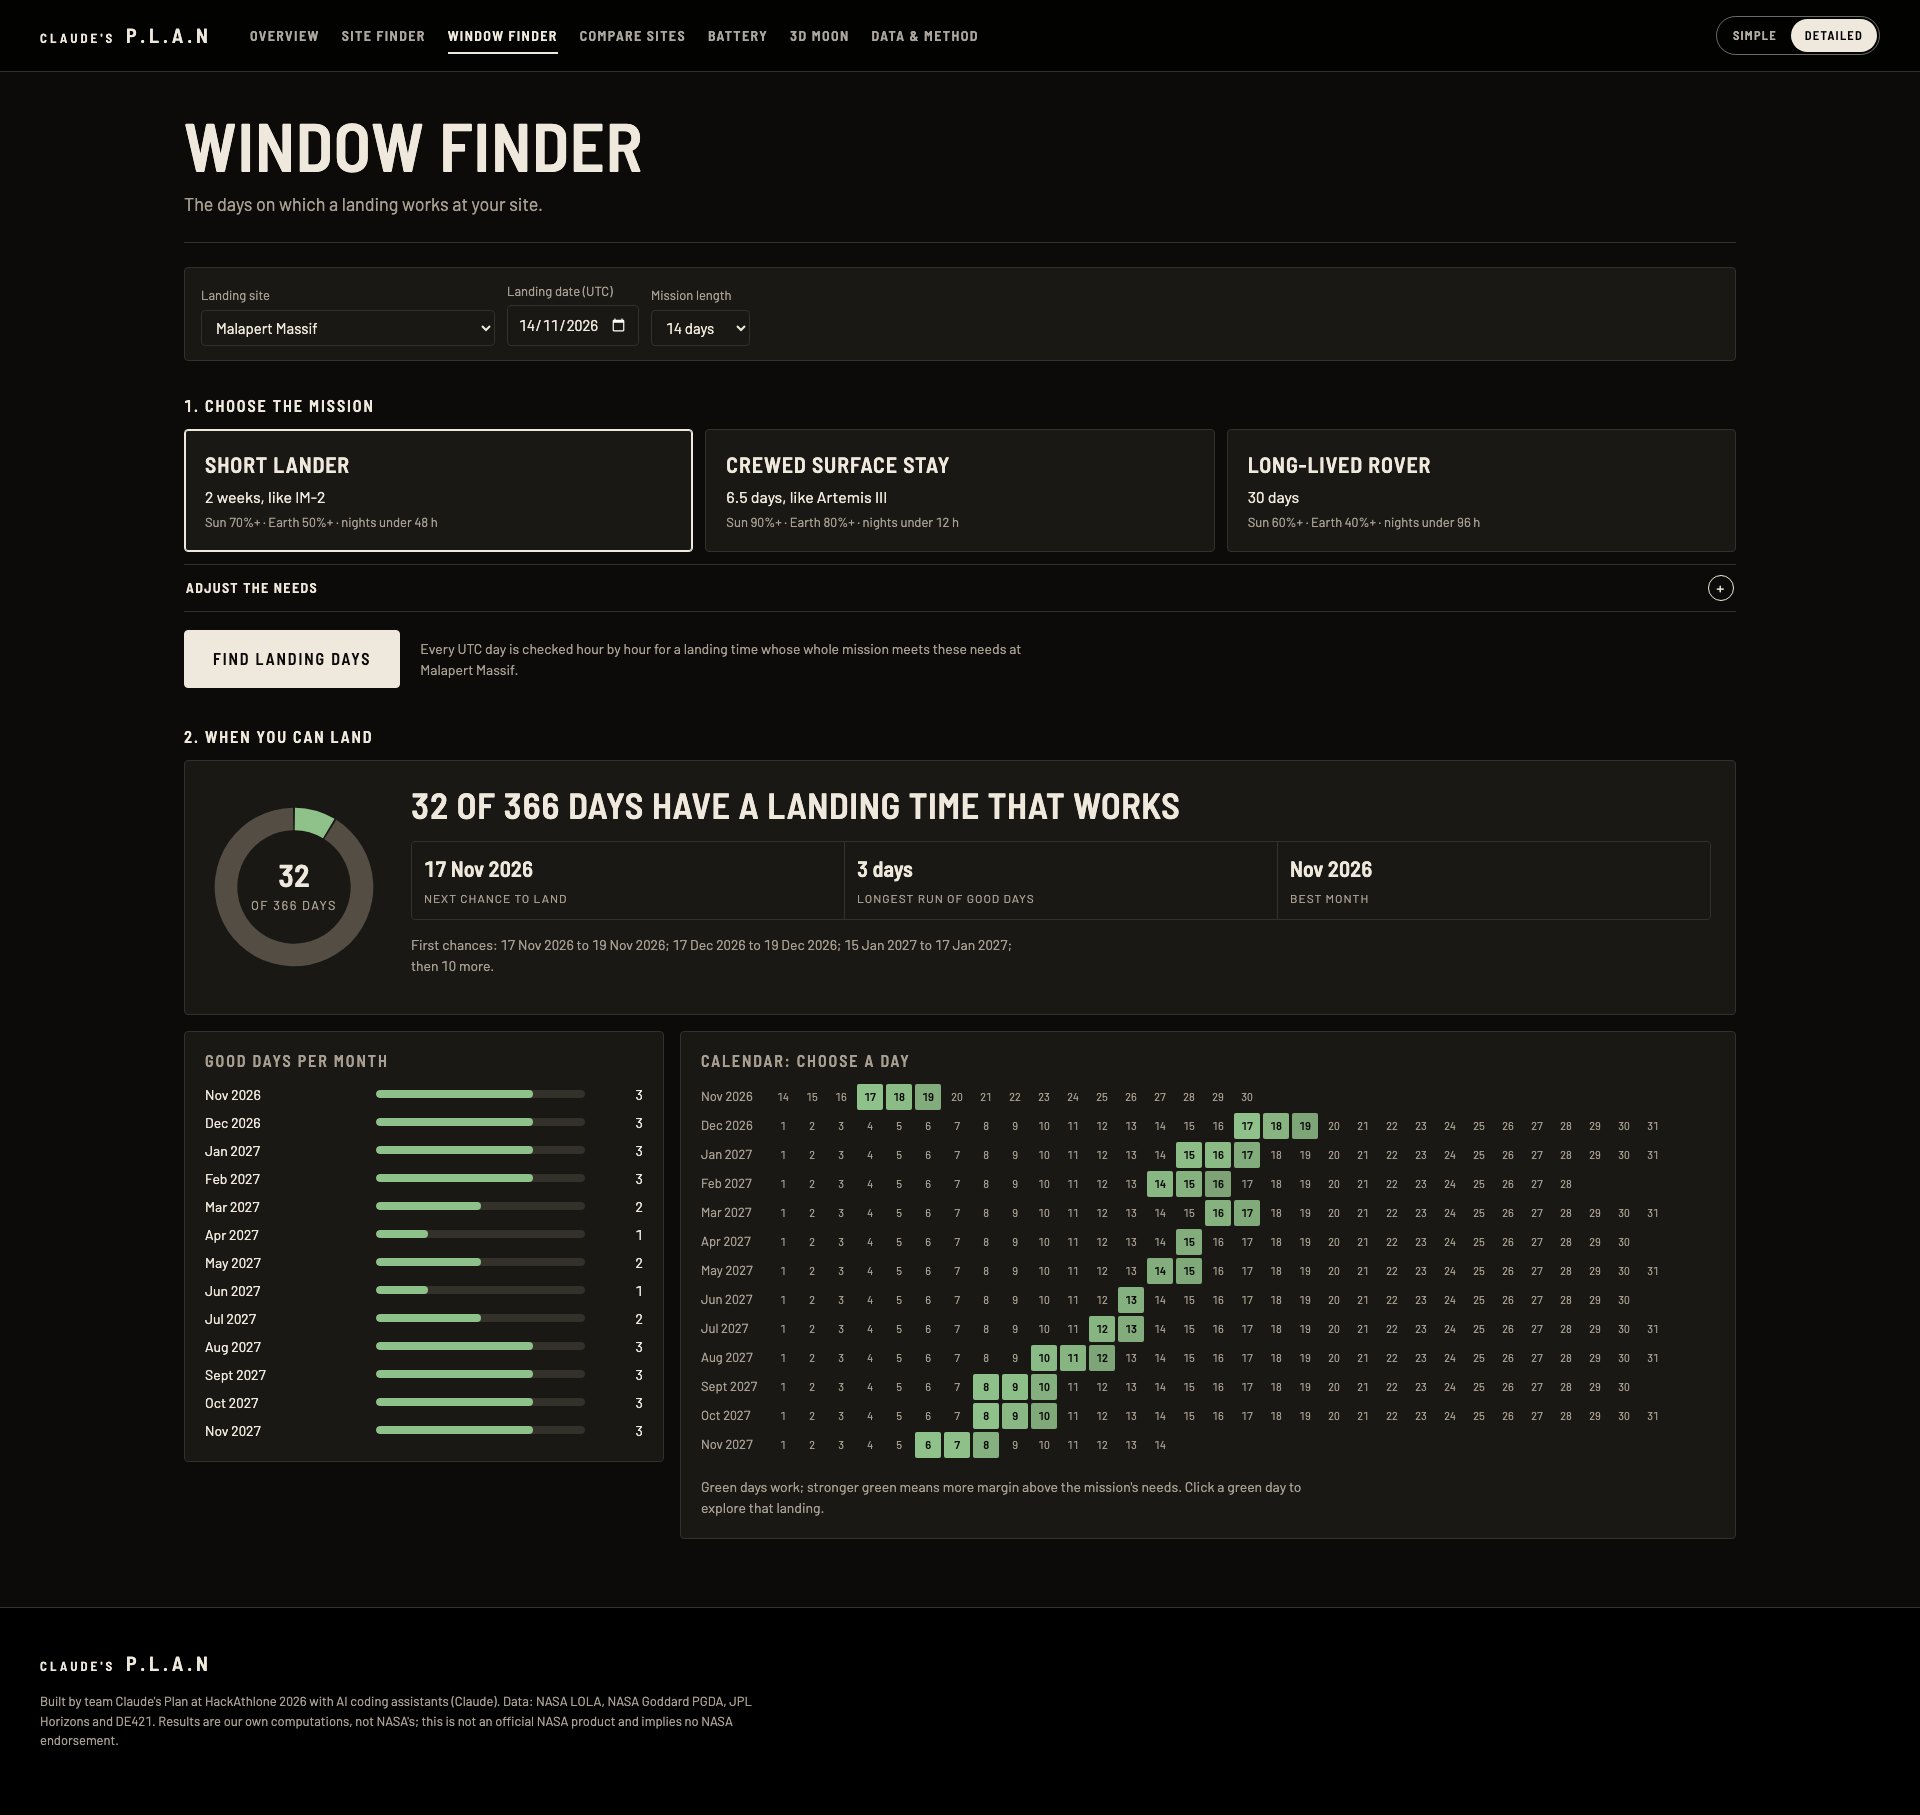 CLAUDE'S P.L.A.N
OVERVIEW SITE FINDER WINDOW FINDER COMPARE SITES BATTERY 3D MOON DATA & METHOD
SIMPLE DETAILED
WINDOW FINDER
The days on which a landing works at your site.
Landing site Landing date (UTC) Mission length
Malapert Massif 14/11/2026 14 days
1. CHOOSE THE MISSION
SHORT LANDER
2 weeks, like IM-2
Sun 70%+ · Earth 50%+ · nights under 48 h
CREWED SURFACE STAY
6.5 days, like Artemis III
Sun 90%+ · Earth 80%+ · nights under 12 h
LONG-LIVED ROVER
30 days
Sun 60%+ · Earth 40%+ · nights under 96 h
ADJUST THE NEEDS +
FIND LANDING DAYS
Every UTC day is checked hour by hour for a landing time whose whole mission meets these needs at
Malapert Massif.
2. WHEN YOU CAN LAND
32
OF 366 DAYS
32 OF 366 DAYS HAVE A LANDING TIME THAT WORKS
17 Nov 2026
NEXT CHANCE TO LAND
3 days
LONGEST RUN OF GOOD DAYS
Nov 2026
BEST MONTH
First chances: 17 Nov 2026 to 19 Nov 2026; 17 Dec 2026 to 19 Dec 2026; 15 Jan 2027 to 17 Jan 2027;
then 10 more.
GOOD DAYS PER MONTH
Nov 2026 3
Dec 2026 3
Jan 2027 3
Feb 2027 3
Mar 2027 2
Apr 2027 1
May 2027 2
Jun 2027 1
Jul 2027 2
Aug 2027 3
Sept 2027 3
Oct 2027 3
Nov 2027 3
CALENDAR: CHOOSE A DAY
Nov 2026 14 15 16 17 18 19 20 21 22 23 24 25 26 27 28 29 30
Dec 2026 1 2 3 4 5 6 7 8 9 10 11 12 13 14 15 16 17 18 19 20 21 22 23 24 25 26 27 28 29 30 31
Jan 2027 1 2 3 4 5 6 7 8 9 10 11 12 13 14 15 16 17 18 19 20 21 22 23 24 25 26 27 28 29 30 31
Feb 2027 1 2 3 4 5 6 7 8 9 10 11 12 13 14 15 16 17 18 19 20 21 22 23 24 25 26 27 28
Mar 2027 1 2 3 4 5 6 7 8 9 10 11 12 13 14 15 16 17 18 19 20 21 22 23 24 25 26 27 28 29 30 31
Apr 2027 1 2 3 4 5 6 7 8 9 10 11 12 13 14 15 16 17 18 19 20 21 22 23 24 25 26 27 28 29 30
May 2027 1 2 3 4 5 6 7 8 9 10 11 12 13 14 15 16 17 18 19 20 21 22 23 24 25 26 27 28 29 30 31
Jun 2027 1 2 3 4 5 6 7 8 9 10 11 12 13 14 15 16 17 18 19 20 21 22 23 24 25 26 27 28 29 30
Jul 2027 1 2 3 4 5 6 7 8 9 10 11 12 13 14 15 16 17 18 19 20 21 22 23 24 25 26 27 28 29 30 31
Aug 2027 1 2 3 4 5 6 7 8 9 10 11 12 13 14 15 16 17 18 19 20 21 22 23 24 25 26 27 28 29 30 31
Sept 2027 1 2 3 4 5 6 7 8 9 10 11 12 13 14 15 16 17 18 19 20 21 22 23 24 25 26 27 28 29 30
Oct 2027 1 2 3 4 5 6 7 8 9 10 11 12 13 14 15 16 17 18 19 20 21 22 23 24 25 26 27 28 29 30 31
Nov 2027 1 2 3 4 5 6 7 8 9 10 11 12 13 14
Green days work; stronger green means more margin above the mission's needs. Click a green day to
explore that landing.
CLAUDE'S P.L.A.N
Built by team Claude's Plan at HackAthlone 2026 with AI coding assistants (Claude). Data: NASA LOLA, NASA Goddard PGDA, JPL
Horizons and DE421. Results are our own computations, not NASA's; this is not an official NASA product and implies no NASA
endorsement.